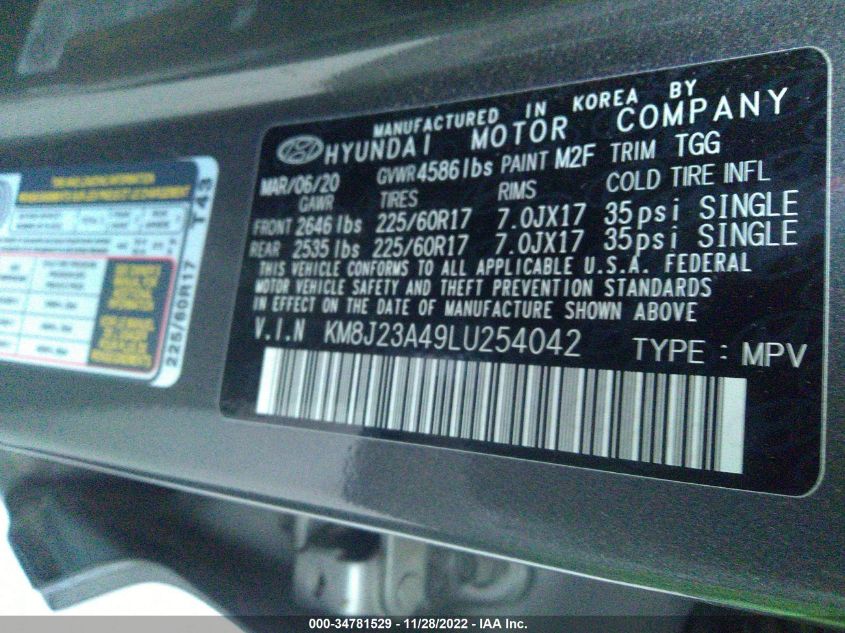 MANUFACTURED IN KOREA BY
HYUNDAI MOTOR COMPANY
MAR/06/20 GVWR 4586 lbs PAINT M2F TRIM TGG
GAWR TIRES RIMS COLD TIRE INFL
FRONT 2646 lbs 225/60R17 7.0JX17 35psi SINGLE
REAR 2535 lbs 225/60R17 7.0JX17 35psi SINGLE
THIS VEHICLE CONFORMS TO ALL APPLICABLE U.S.A. FEDERAL
MOTOR VEHICLE SAFETY AND THEFT PREVENTION STANDARDS
IN EFFECT ON THE DATE OF MANUFACTURE SHOWN ABOVE
V.I.N KM8J23A49LU254042 TYPE : MPV
T43
225/60R17
000-34781529 — 11/28/2022 — IAA Inc.